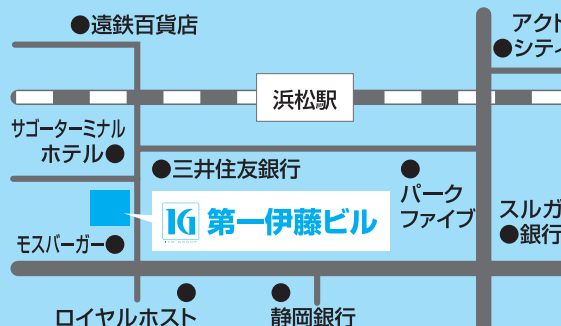 遠鉄百貨店
アクト
シティ
浜松駅
サゴーターミナル
ホテル
三井住友銀行
パーク
ファイブ
スルガ
銀行
IG 第一伊藤ビル
モスバーガー
ロイヤルホスト
静岡銀行